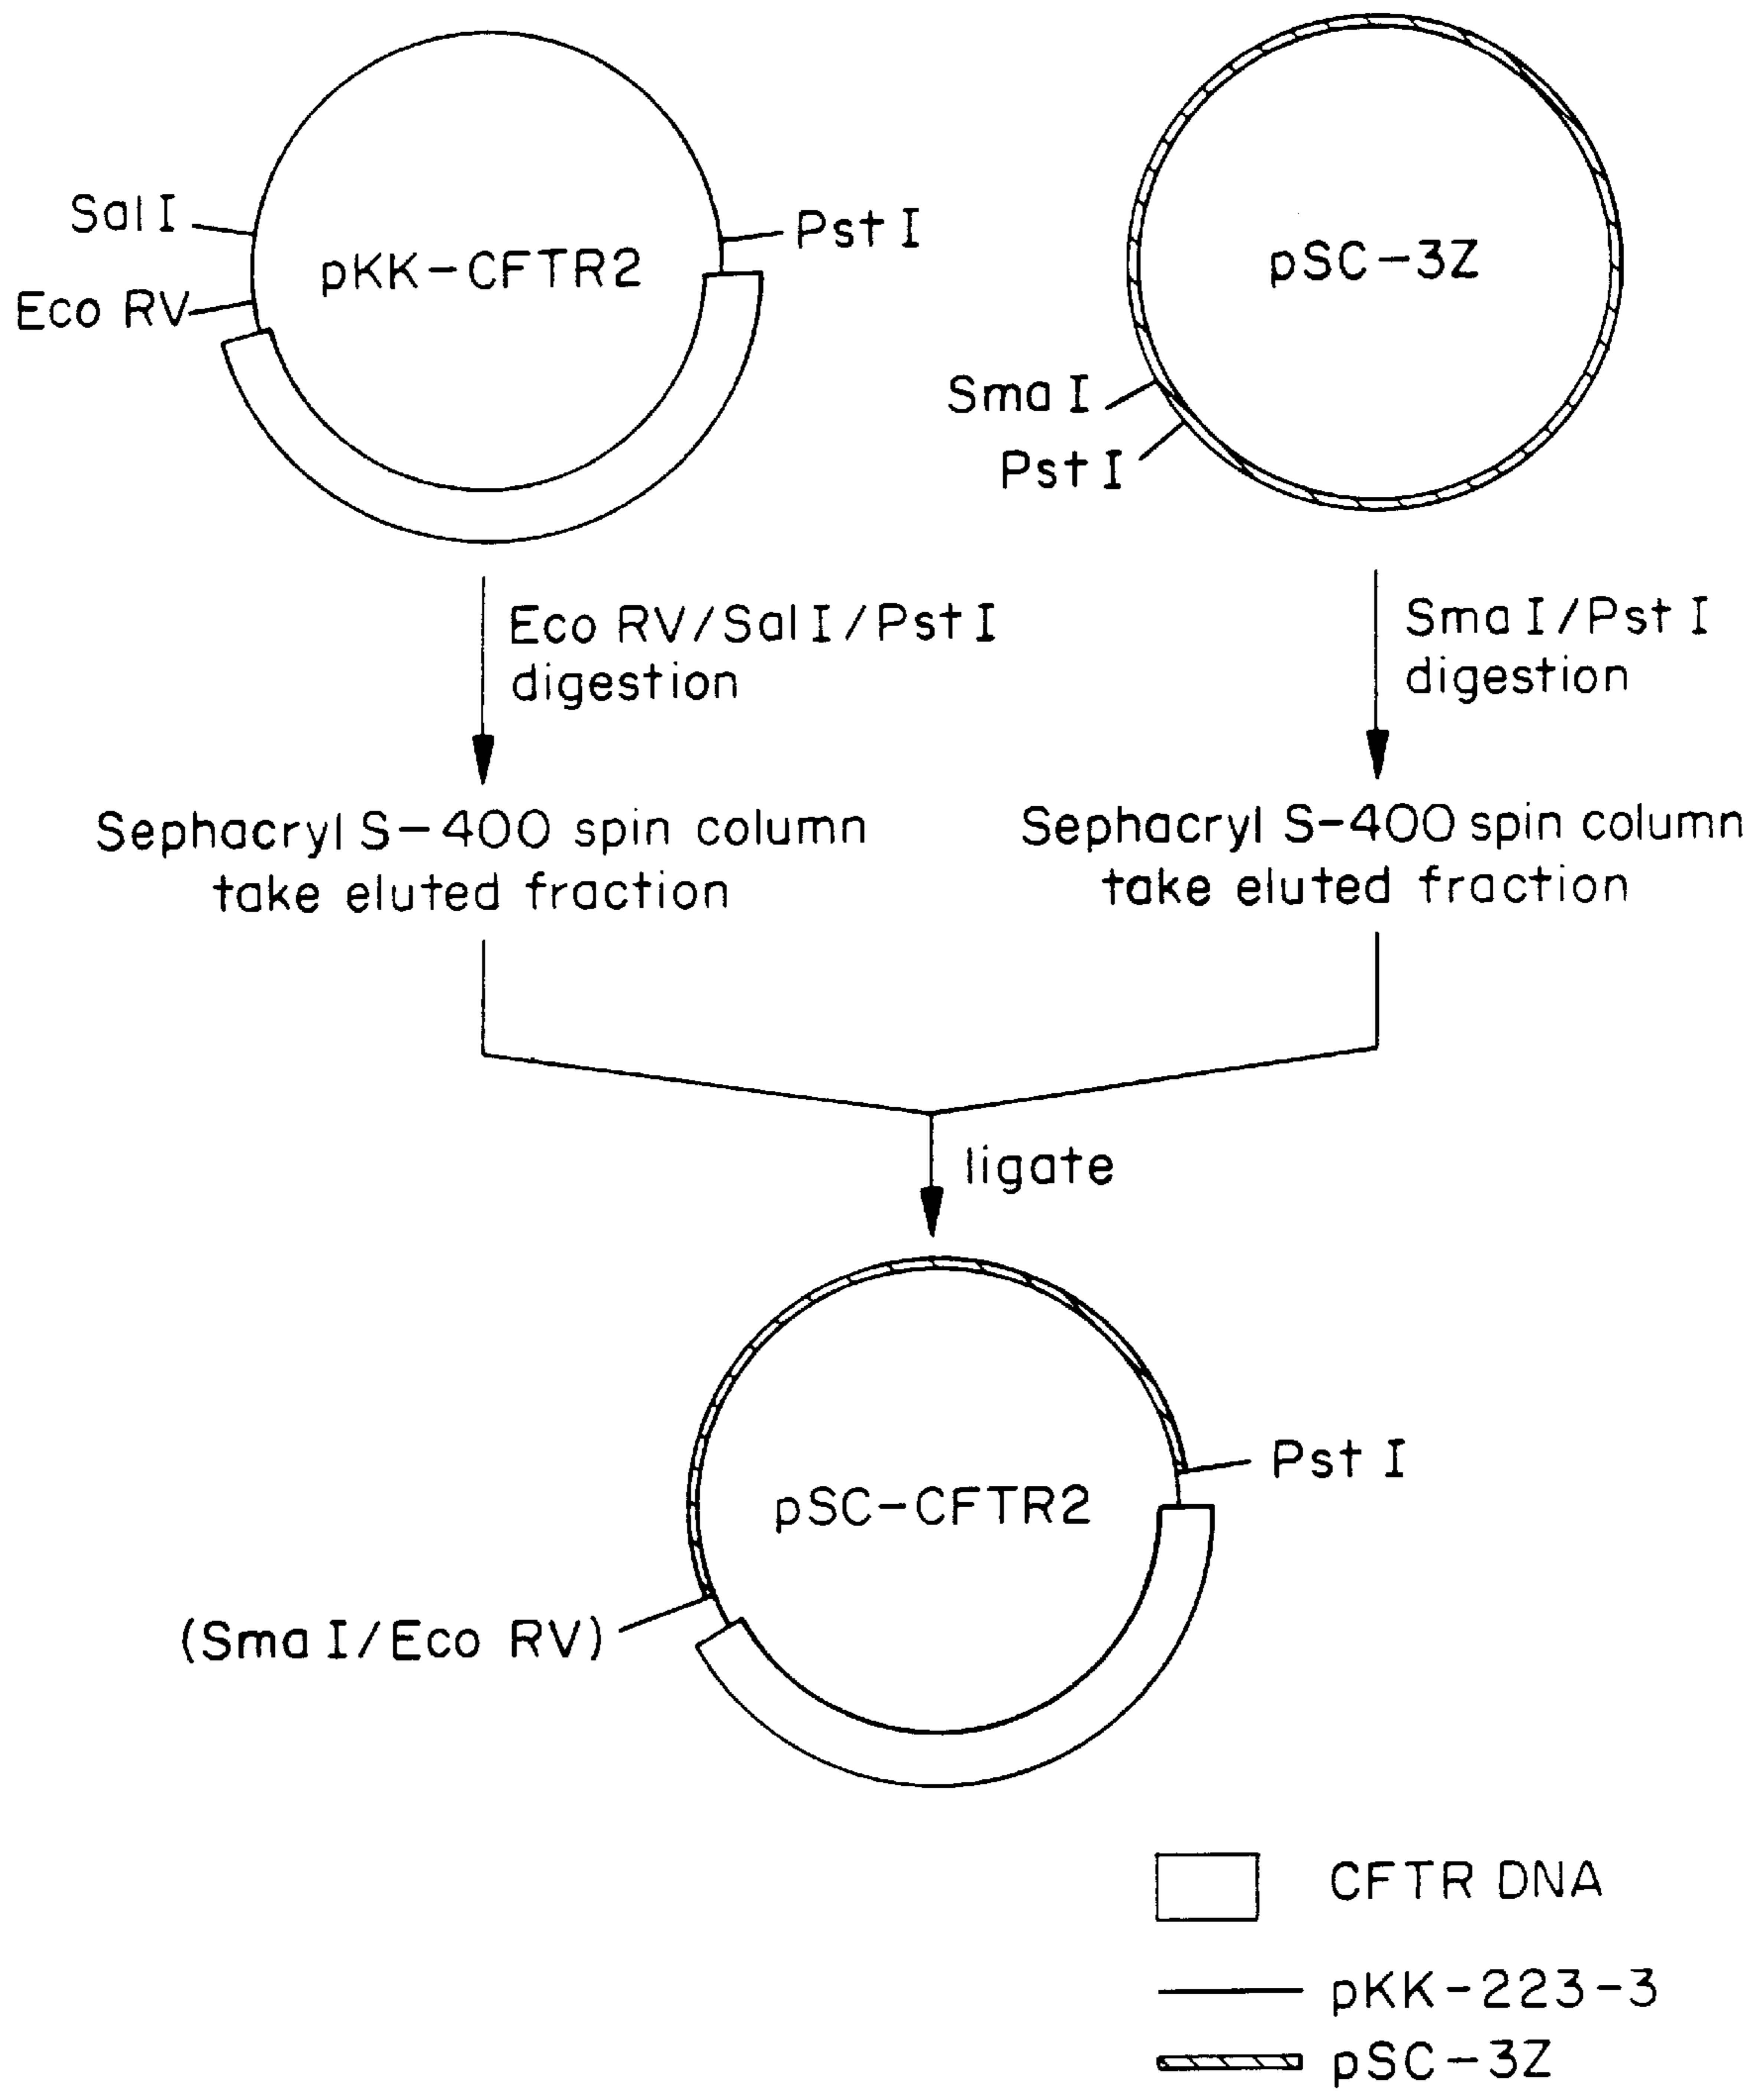 Sal I
Pst I
pKK-CFTR2
Eco RV
pSC-3Z
Sma I
Pst I
Eco RV/Sal I/Pst I
digestion
Sma I/Pst I
digestion
Sephacryl S-400 spin column
take eluted fraction
Sephacryl S-400 spin column
take eluted fraction
ligate
Pst I
pSC-CFTR2
(Sma I/Eco RV)
CFTR DNA
pKK-223-3
pSC-3Z